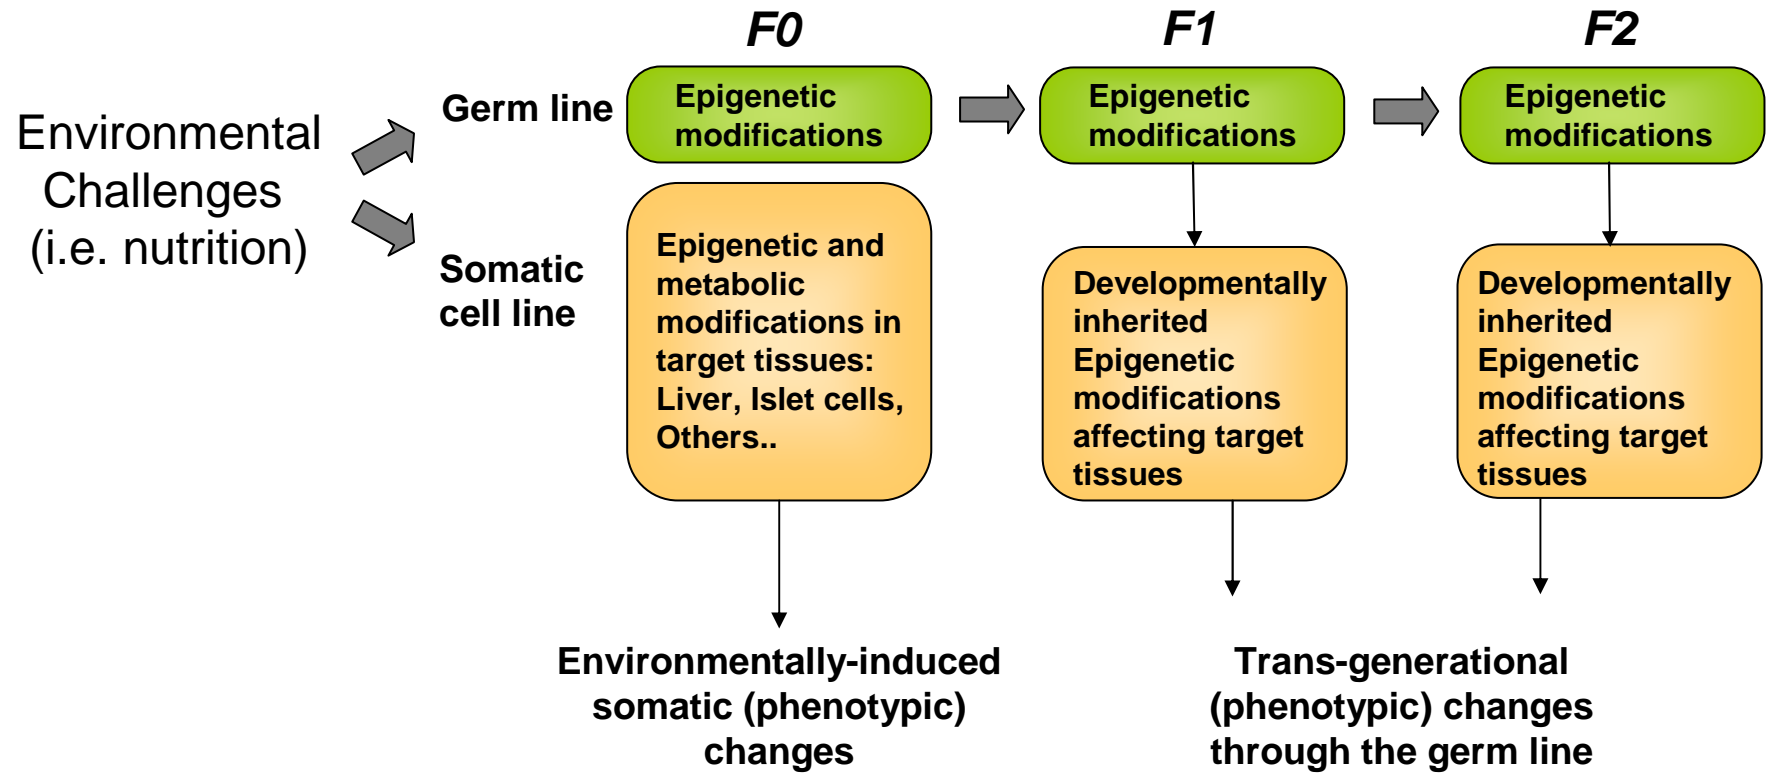 F0
F1
F2
Environmental
Challenges
(i.e. nutrition)
Germ line
Epigenetic
modifications
Epigenetic
modifications
Epigenetic
modifications
Somatic
cell line
Epigenetic and
metabolic
modifications in
target tissues:
Liver, Islet cells,
Others..
Developmentally
inherited
Epigenetic
modifications
affecting target
tissues
Developmentally
inherited
Epigenetic
modifications
affecting target
tissues
Environmentally-induced
somatic (phenotypic)
changes
Trans-generational
(phenotypic) changes
through the germ line